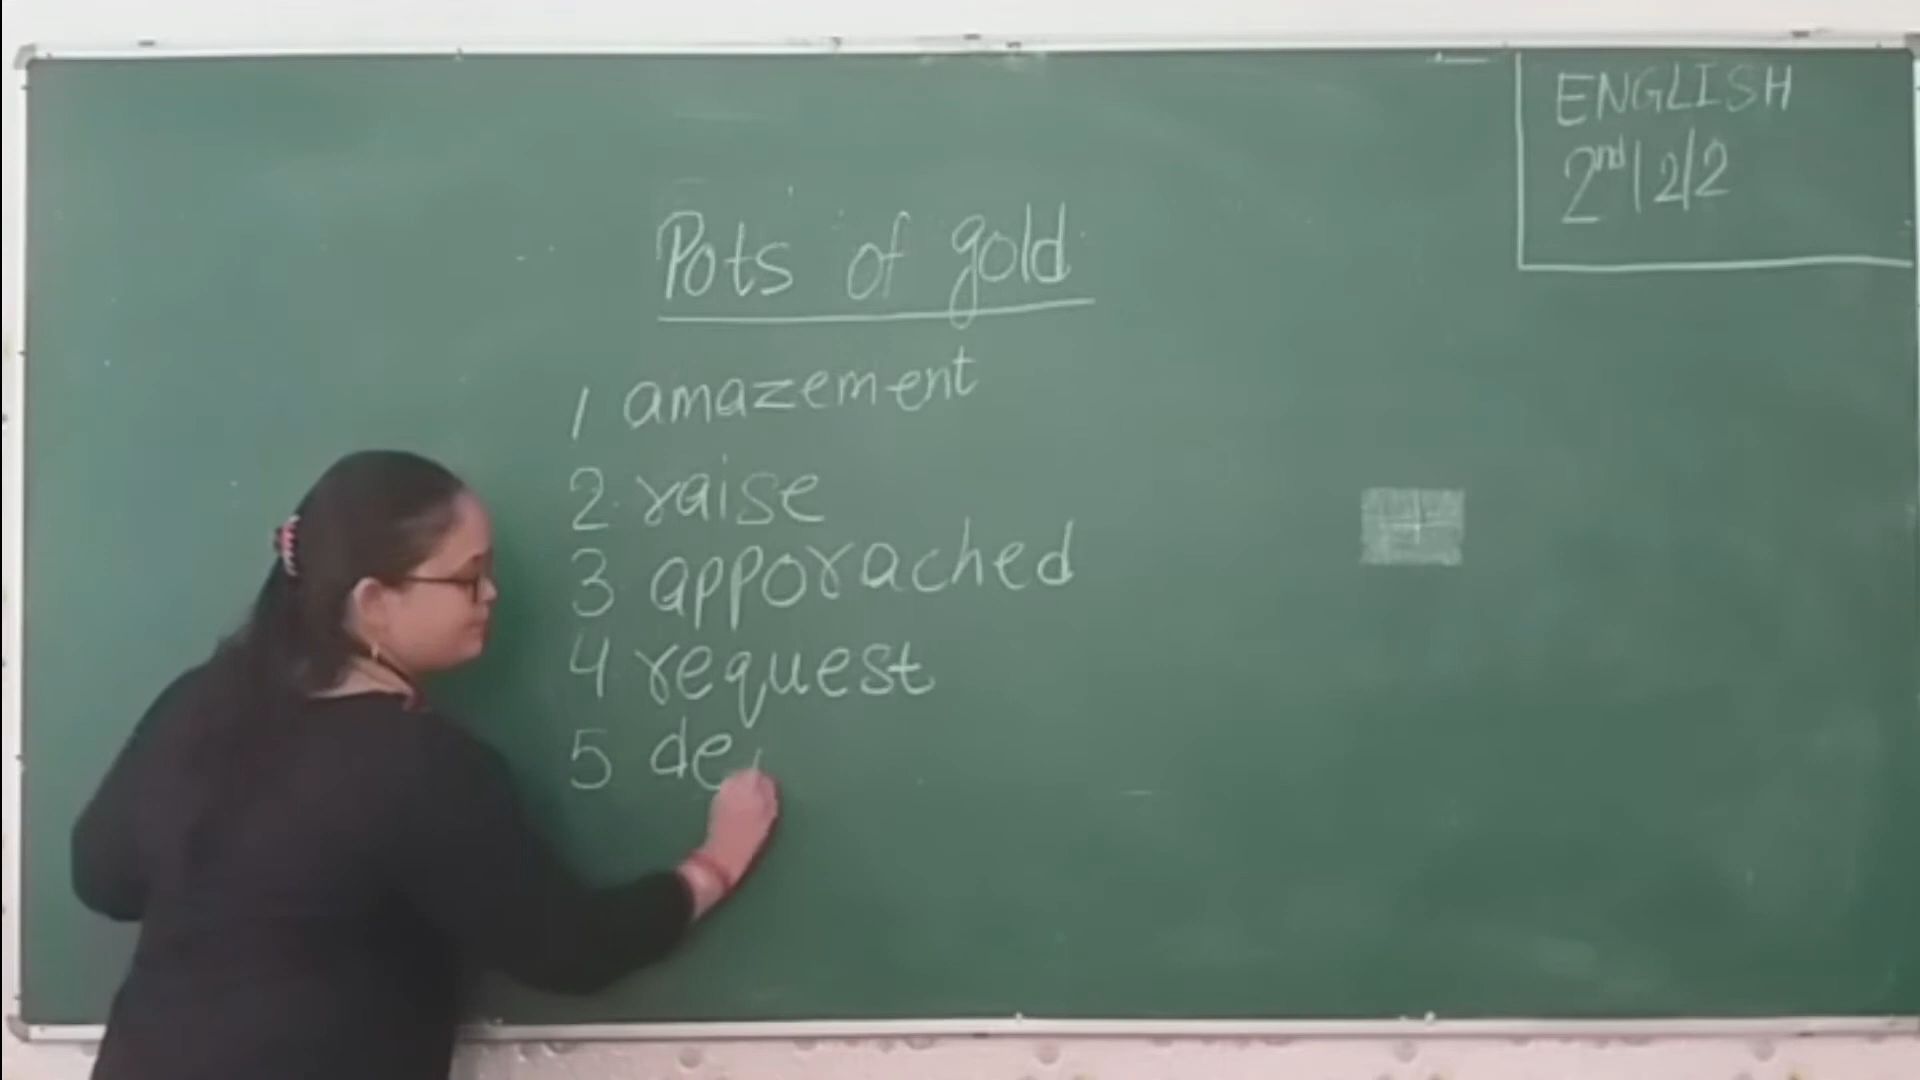 ENGLISH
2nd|2|2
Pots of gold
1 amazement
2. raise
3 apporached
4 request
5 de